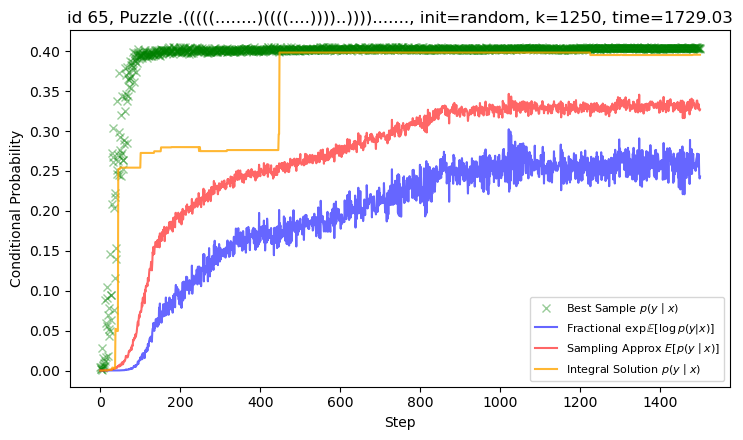 id 65, Puzzle .(((((........)((((....))))..))))......., init=random, k=1250, time=1729.03
0.40
0.35
0.30
0.25
0.20
0.15
0.10
0.05
0.00
Conditional Probability
0 200 400 600 800 1000 1200 1400
Step
Best Sample p(y | x)
Fractional exp 𝔼[log p(y|x)]
Sampling Approx E[p(y | x)]
Integral Solution p(y | x)